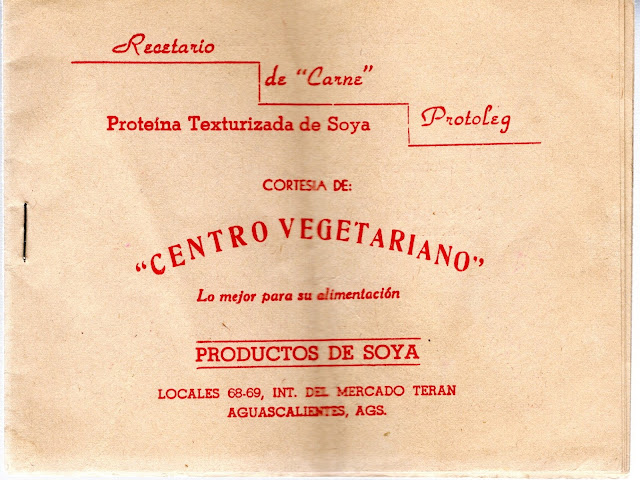 Recetario
de "Carne"
Protoleg
Proteína Texturizada de Soya
CORTESIA DE:
"CENTRO VEGETARIANO"
Lo mejor para su alimentación
PRODUCTOS DE SOYA
LOCALES 68-69, INT. DEL MERCADO TERAN
AGUASCALIENTES, AGS.